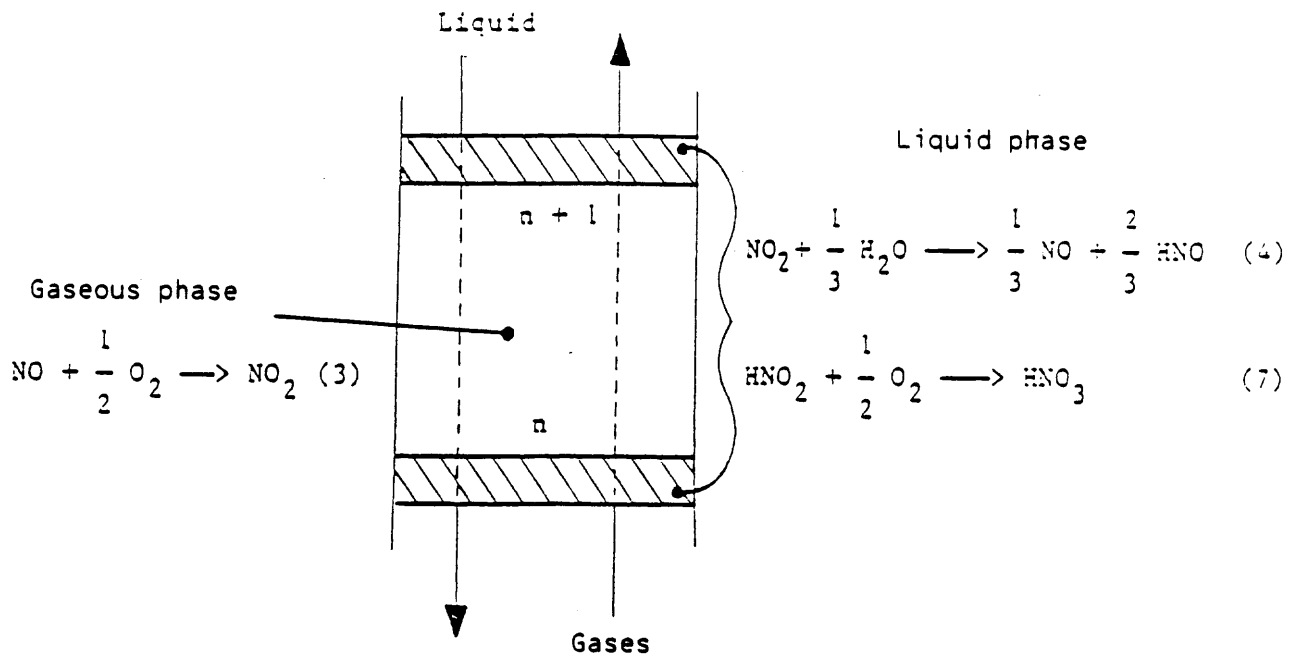 Liquid
Liquid phase
n + 1
NO₂ + 1/3 H₂O ⟶ 1/3 NO + 2/3 HNO (4)
Gaseous phase
NO + 1/2 O₂ ⟶ NO₂ (3)
HNO₂ + 1/2 O₂ ⟶ HNO₃ (7)
n
Gases